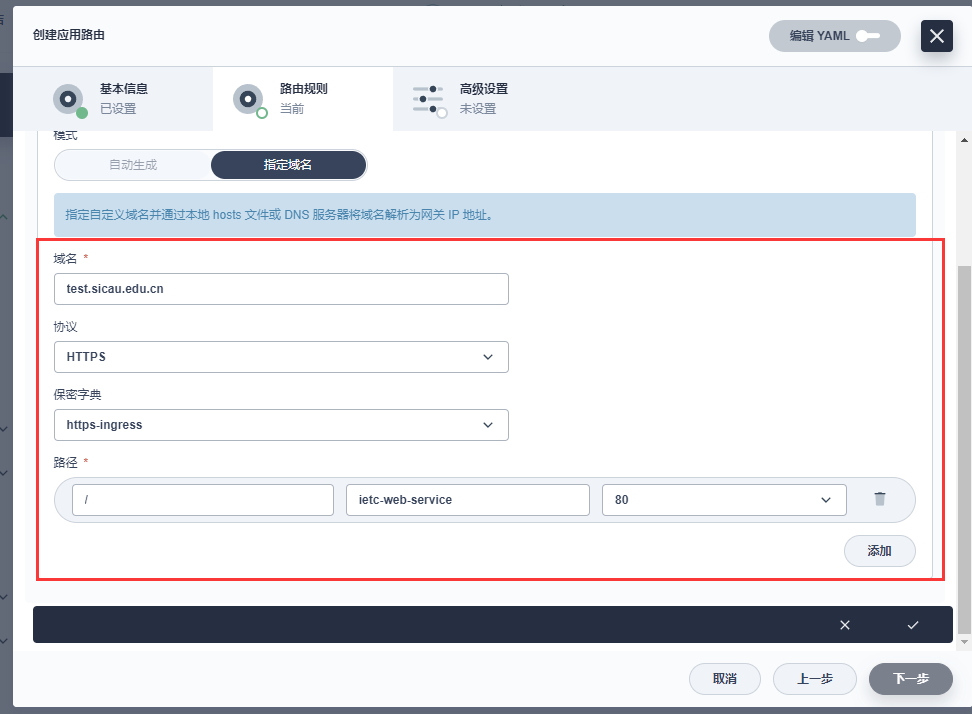 创建应用路由
编辑 YAML
基本信息
已设置
路由规则
当前
高级设置
未设置
模式
自动生成
指定域名
指定自定义域名并通过本地 hosts 文件或 DNS 服务器将域名解析为网关 IP 地址。
域名 *
test.sicau.edu.cn
协议
HTTPS
保密字典
https-ingress
路径 *
/ ietc-web-service 80
添加
取消
上一步
下一步